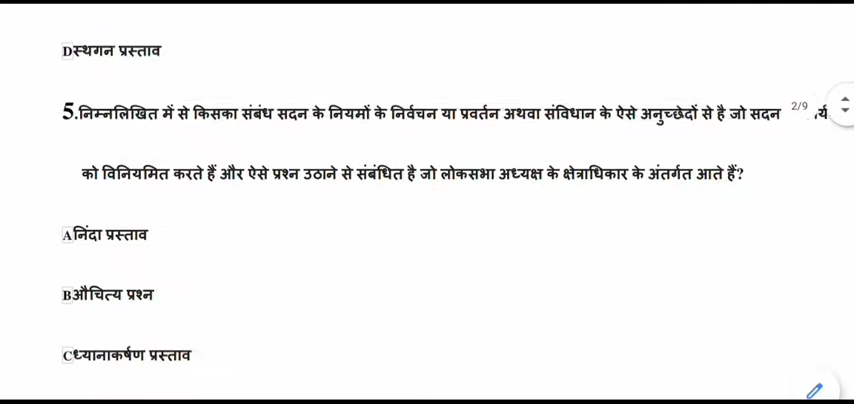 Dस्थगन प्रस्ताव
5.निम्नलिखित में से किसका संबंध सदन के नियमों के निर्वचन या प्रवर्तन अथवा संविधान के ऐसे अनुच्छेदों से है जो सदन
2/9
को विनियमित करते हैं और ऐसे प्रश्न उठाने से संबंधित है जो लोकसभा अध्यक्ष के क्षेत्राधिकार के अंतर्गत आते हैं?
Aनिंदा प्रस्ताव
Bऔचित्य प्रश्न
Cध्यानाकर्षण प्रस्ताव